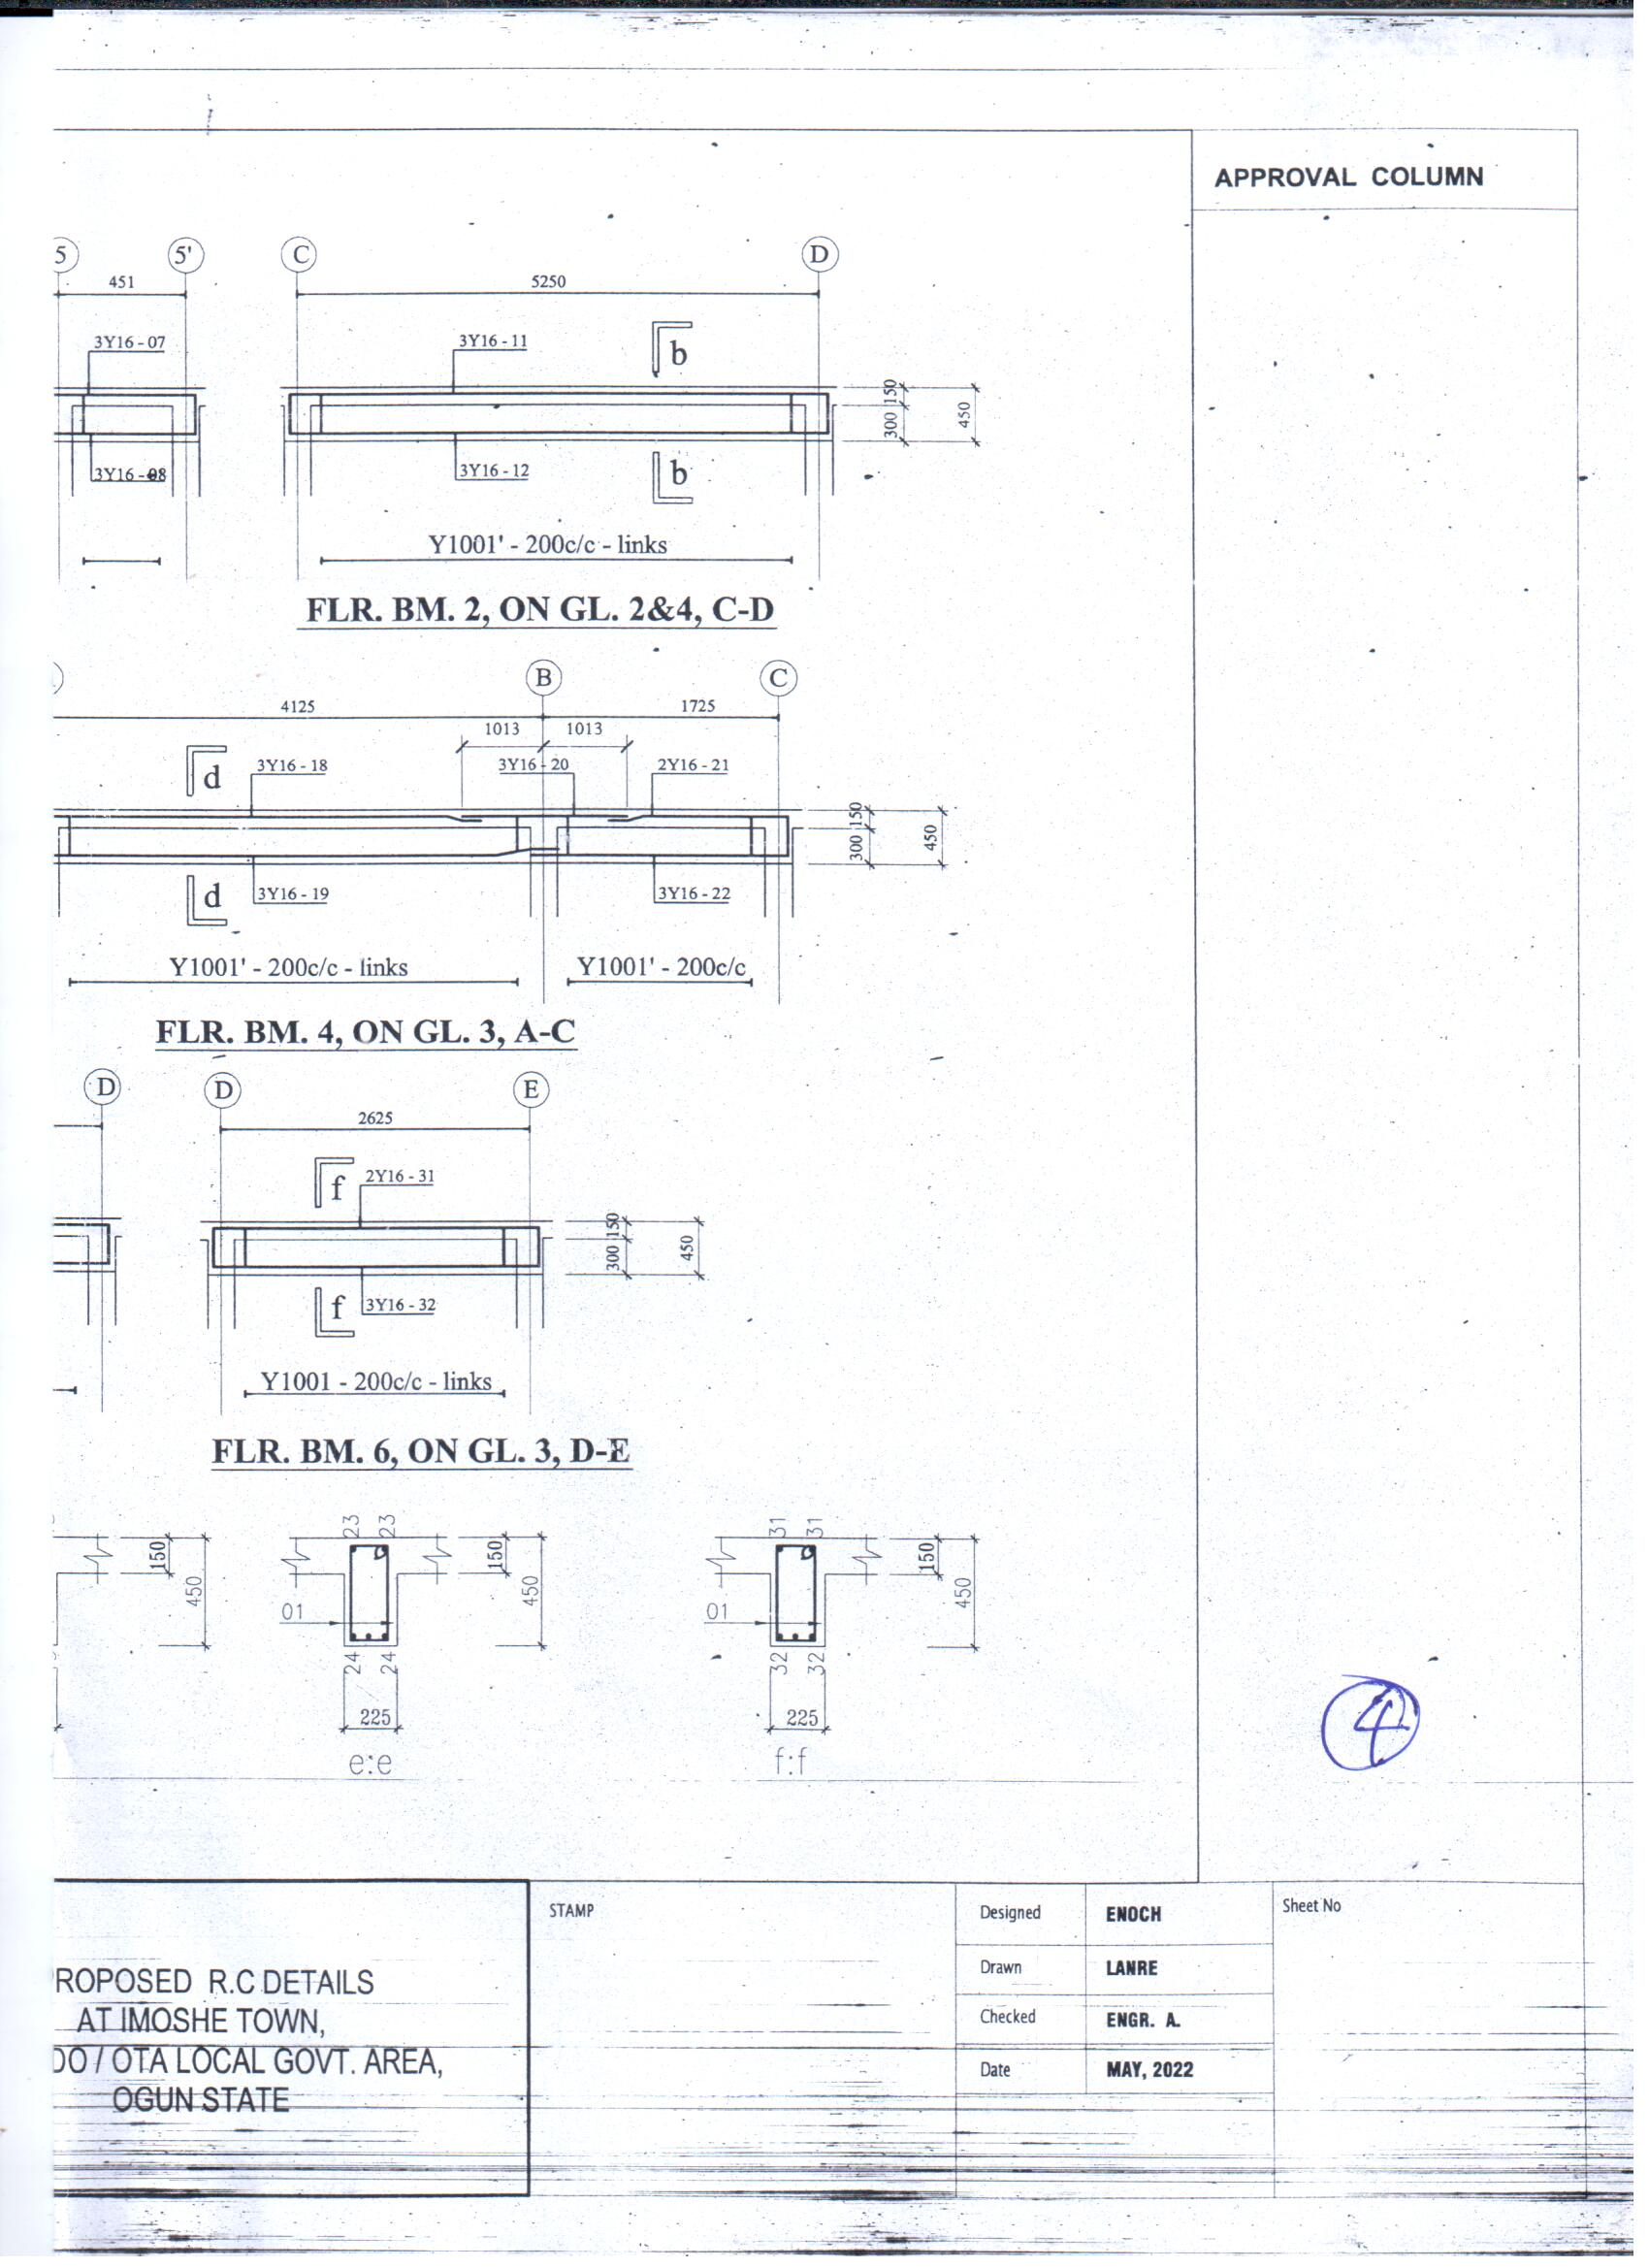 APPROVAL COLUMN
5 5' C D
451 5250
3Y16 - 07 3Y16 - 11 b
150
300
450
3Y16 - 08 3Y16 - 12 b
Y1001' - 200c/c - links
FLR. BM. 2, ON GL. 2&4, C-D
B C
4125 1725
1013 1013
d 3Y16 - 18 3Y16 - 20 2Y16 - 21
150
300
450
d 3Y16 - 19 3Y16 - 22
Y1001' - 200c/c - links Y1001' - 200c/c
FLR. BM. 4, ON GL. 3, A-C
D D E
2625
f 2Y16 - 31
150
300
450
f 3Y16 - 32
Y1001 - 200c/c - links
FLR. BM. 6, ON GL. 3, D-E
23 23 31 31
150 150 150
450 450 450
01 01
24 24 32 32
225 225
e:e f:f
4
STAMP
Designed ENOCH
Drawn LANRE
Checked ENGR. A.
Date MAY, 2022
Sheet No
ROPOSED R.C DETAILS
AT IMOSHE TOWN,
DO / OTA LOCAL GOVT. AREA,
OGUN STATE